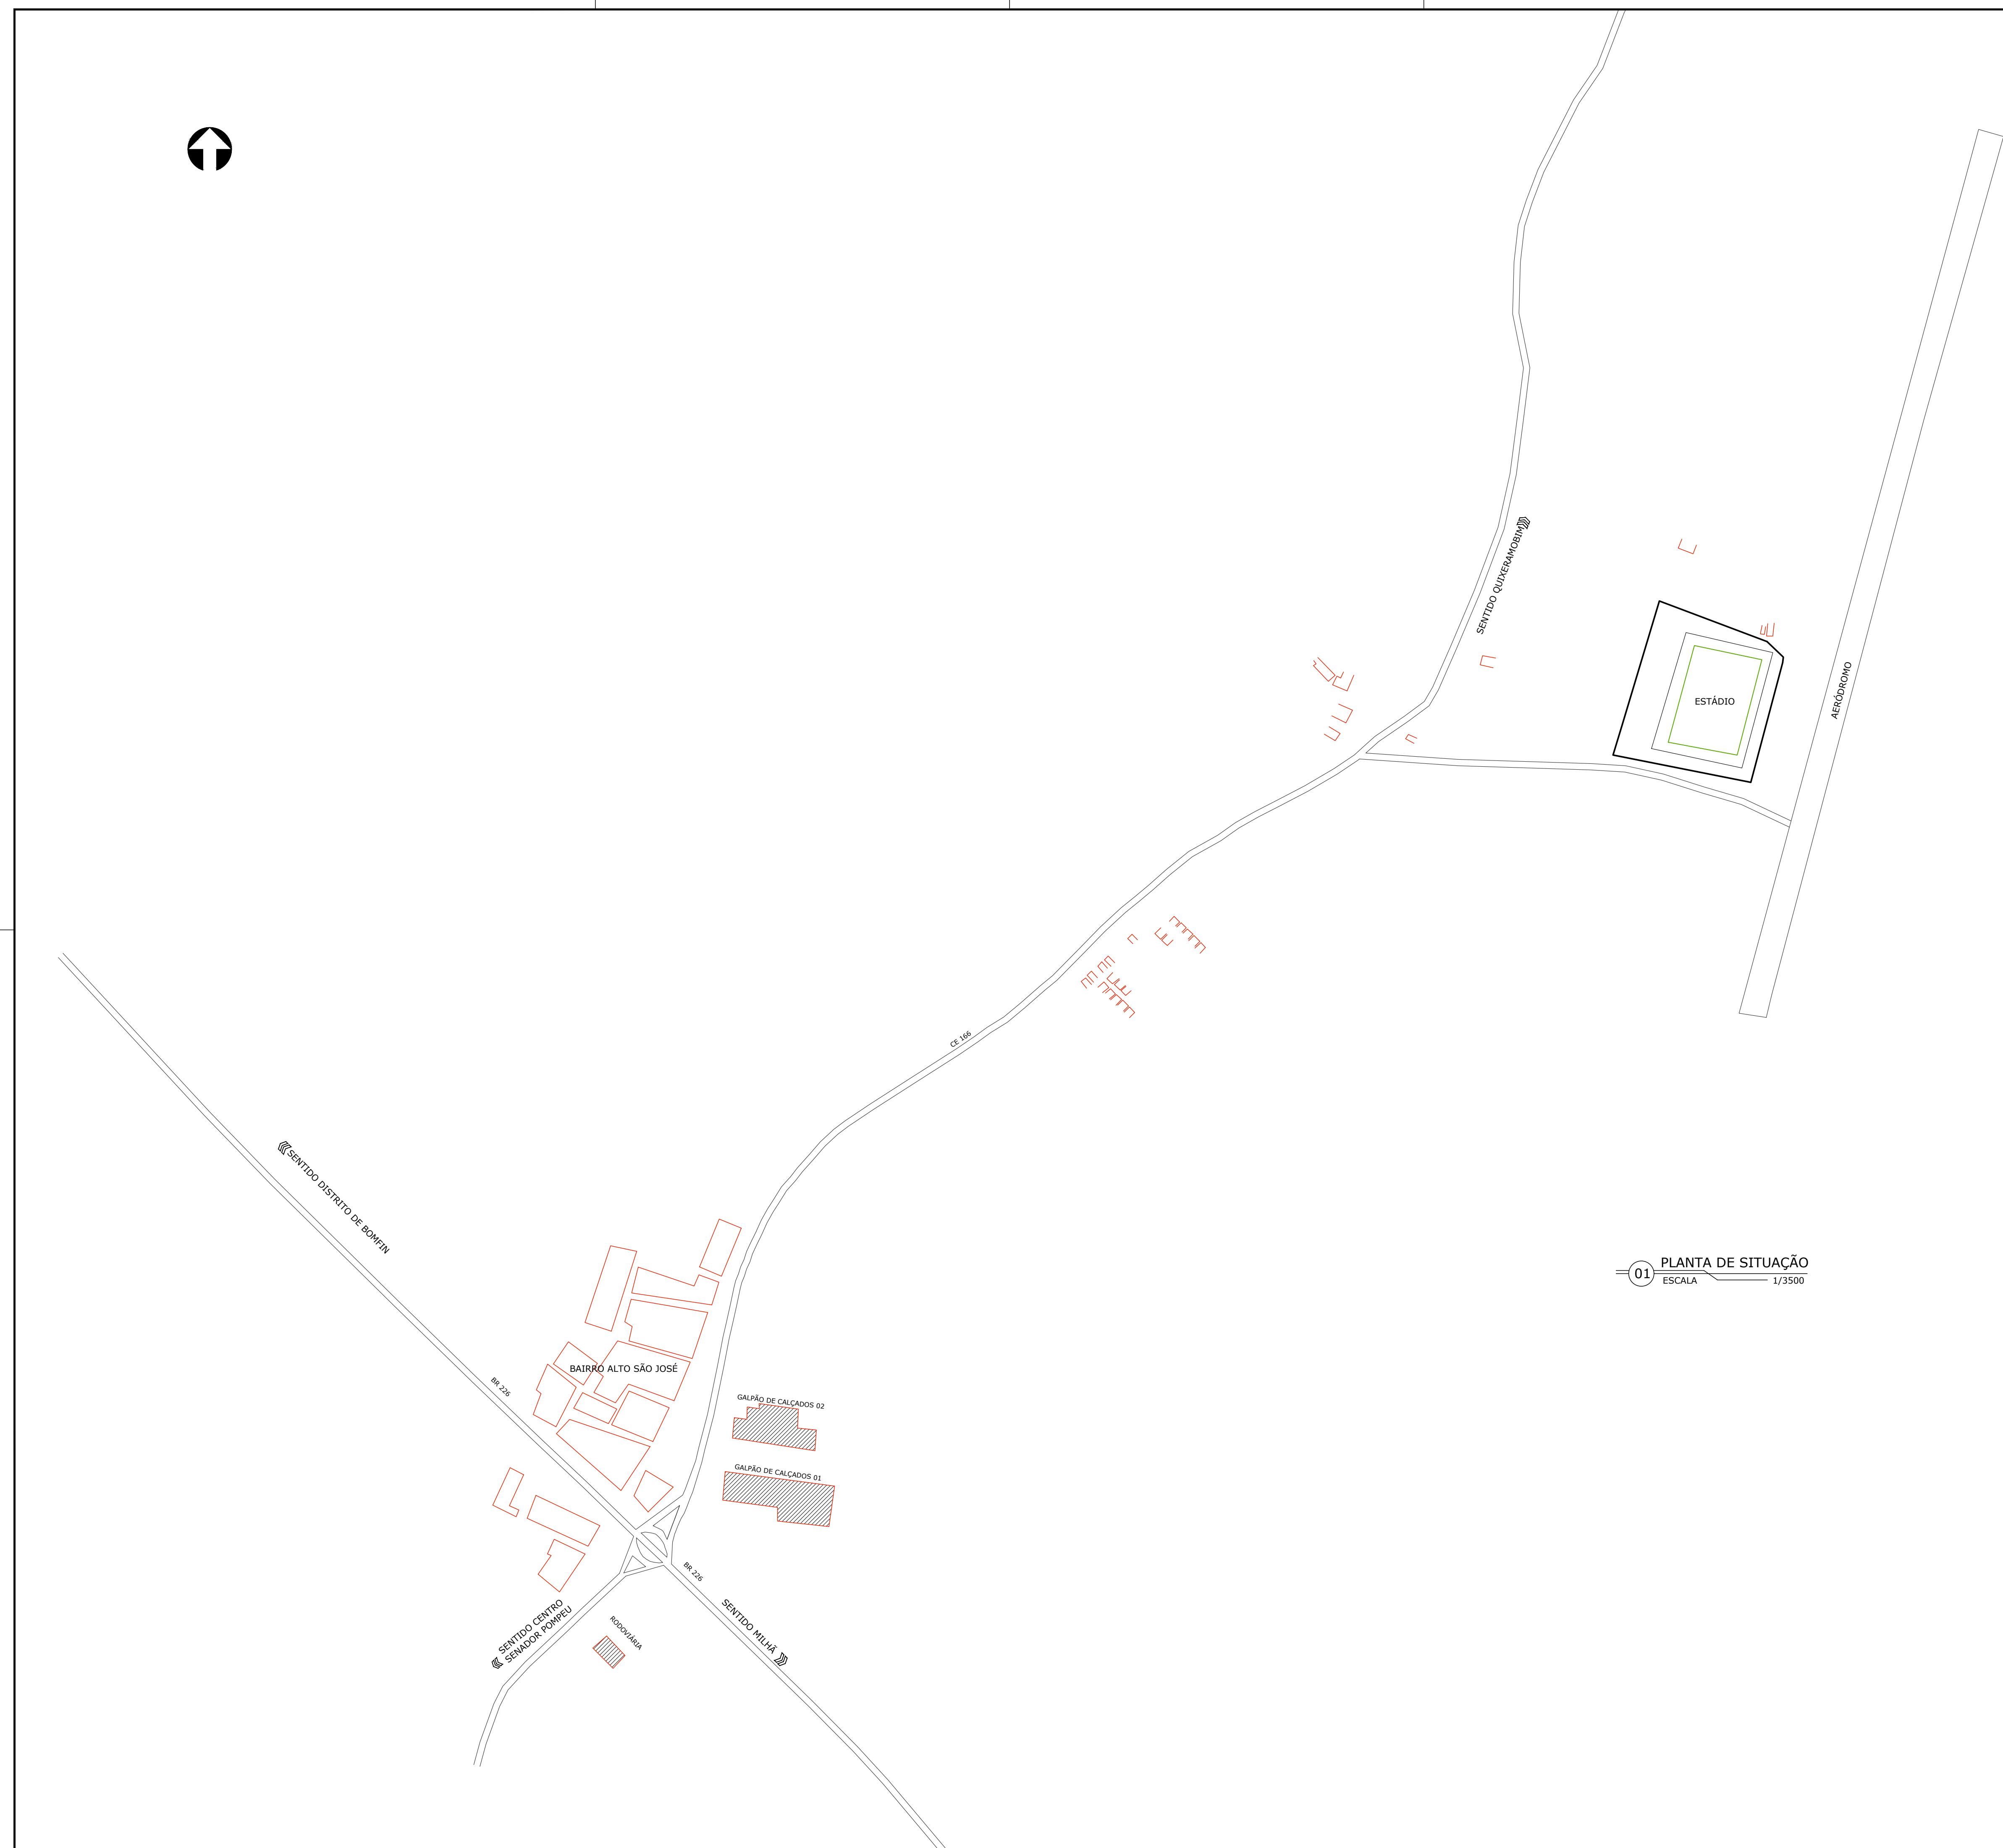 SENTIDO QUIXERAMOBIM
ESTÁDIO
AERÓDROMO
CE 166
SENTIDO DISTRITO DE BOMFIN
01
PLANTA DE SITUAÇÃO
ESCALA 1/3500
BAIRRO ALTO SÃO JOSÉ
BR 226
GALPÃO DE CALÇADOS 02
GALPÃO DE CALÇADOS 01
BR 226
SENTIDO CENTRO
SENADOR POMPEU
RODOVIÁRIA
SENTIDO MILHÃ